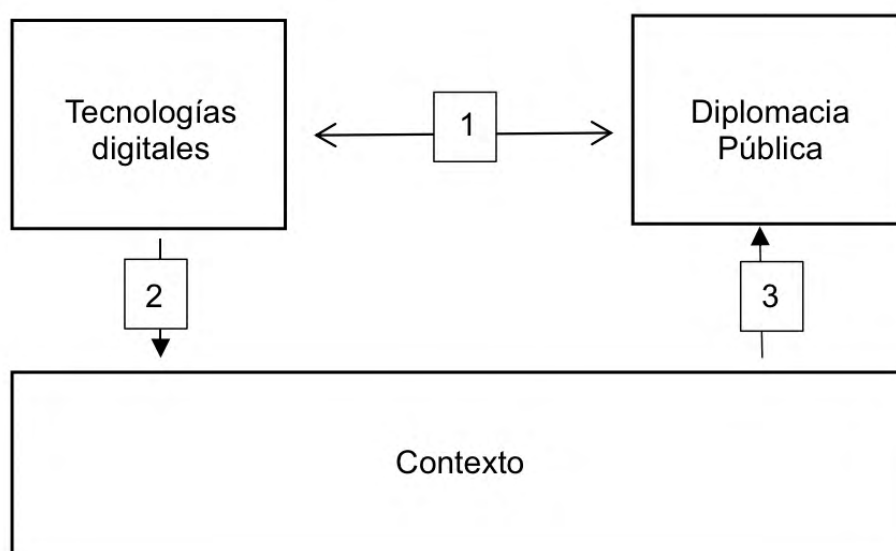 Tecnologías
digitales
1
Diplomacia
Pública
2
3
Contexto